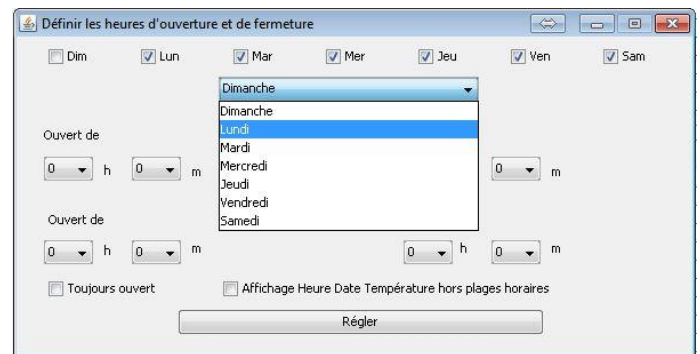 Définir les heures d'ouverture et de fermeture
Dim Lun Mar Mer Jeu Ven Sam
Dimanche
Dimanche
Lundi
Mardi
Mercredi
Jeudi
Vendredi
Samedi
Ouvert de
0 h 0 m 0 m
Ouvert de
0 h 0 m 0 h 0 m
Toujours ouvert Affichage Heure Date Température hors plages horaires
Régler